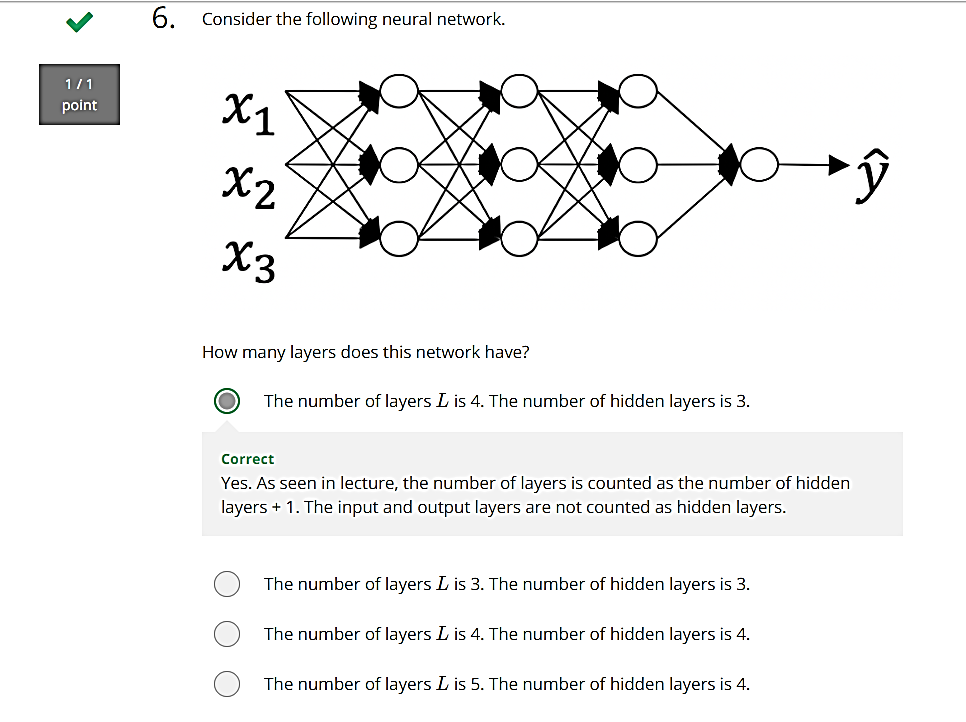 6. Consider the following neural network.
1 / 1
point
x₁
x₂
x₃
ŷ
How many layers does this network have?
The number of layers L is 4. The number of hidden layers is 3.
Correct
Yes. As seen in lecture, the number of layers is counted as the number of hidden
layers + 1. The input and output layers are not counted as hidden layers.
The number of layers L is 3. The number of hidden layers is 3.
The number of layers L is 4. The number of hidden layers is 4.
The number of layers L is 5. The number of hidden layers is 4.